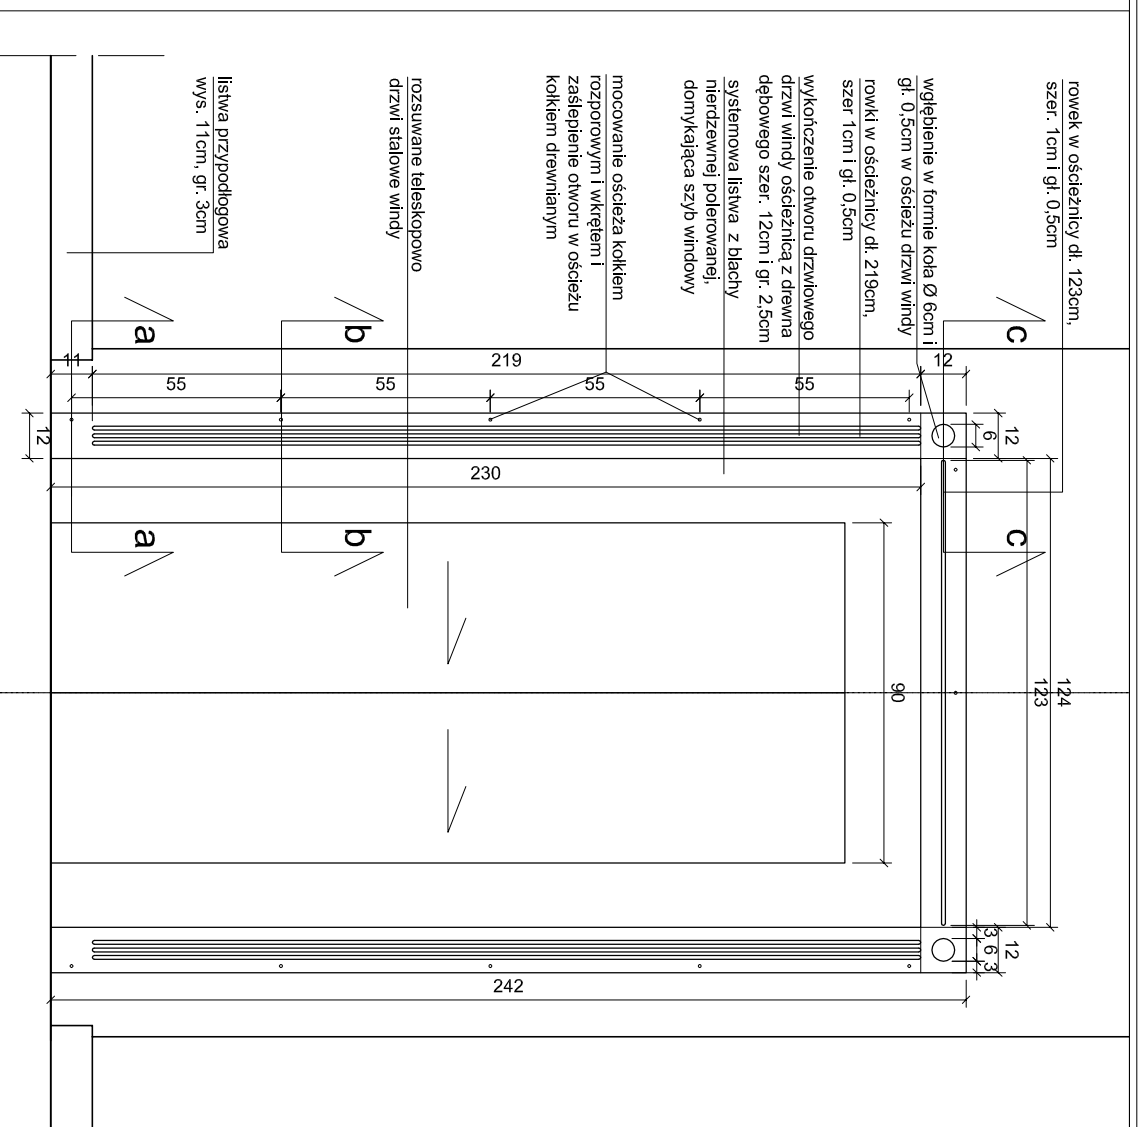 rowek w ościeżnicy dł. 123cm,
szer. 1cm i gł. 0,5cm
wgłębienie w formie koła Ø 6cm i
gł. 0,5cm w ościeżu drzwi windy
rowki w ościeżnicy dł. 219cm,
szer 1cm i gł. 0,5cm
wykończenie otworu drzwiowego
drzwi windy ościeżnicą z drewna
dębowego szer. 12cm i gr. 2,5cm
systemowa listwa z blachy
nierdzewnej polerowanej,
domykająca szyb windowy
mocowanie ościeża kołkiem
rozporowym i wkrętem i
zaślepienie otworu w ościeżu
kołkiem drewnianym
rozsuwane teleskopowo
drzwi stalowe windy
listwa przypodłogowa
wys. 11cm, gr. 3cm
c
b
a
11
219
12
55
55
55
55
12
12
6
230
c
b
a
90
124
123
3
6
3
12
242